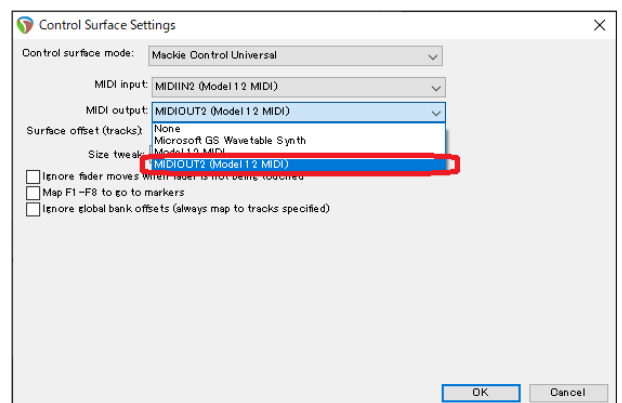 Control Surface Settings
Control surface mode: Mackie Control Universal
MIDI input: MIDIIN2 (Model 12 MIDI)
MIDI output: MIDIOUT2 (Model 12 MIDI)
Surface offset (tracks): None
Microsoft GS Wavetable Synth
Size tweak: Model 12 MIDI
MIDIOUT2 (Model 12 MIDI)
Ignore fader moves when fader is not being touched
Map F1-F8 to go to markers
Ignore global bank offsets (always map to tracks specified)
OK Cancel